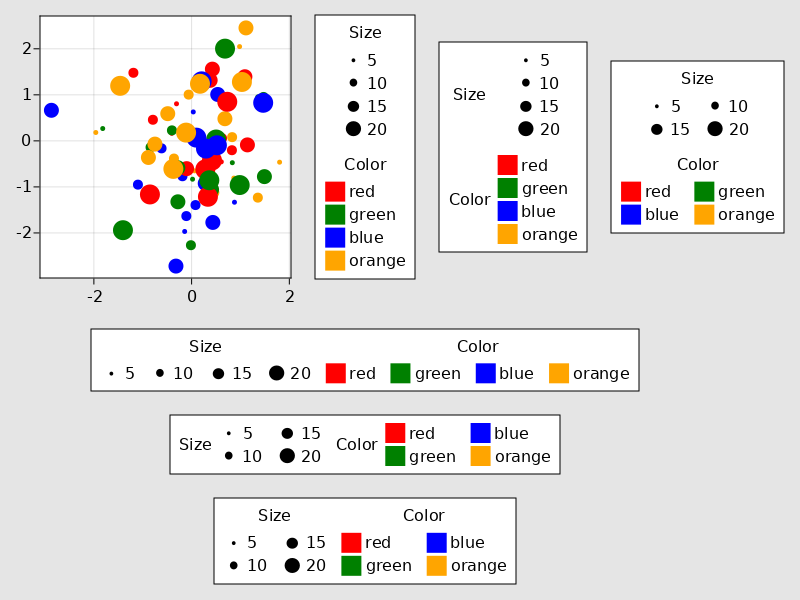 2
1
0
-1
-2
-2 0 2
Size
5
10
15
20
Color
red
green
blue
orange
Size
5
10
15
20
Color
red
green
blue
orange
Size
5 10
15 20
Color
red green
blue orange
Size Color
5 10 15 20 red green blue orange
Size 5 15 Color red blue
10 20 green orange
Size Color
5 15 red blue
10 20 green orange